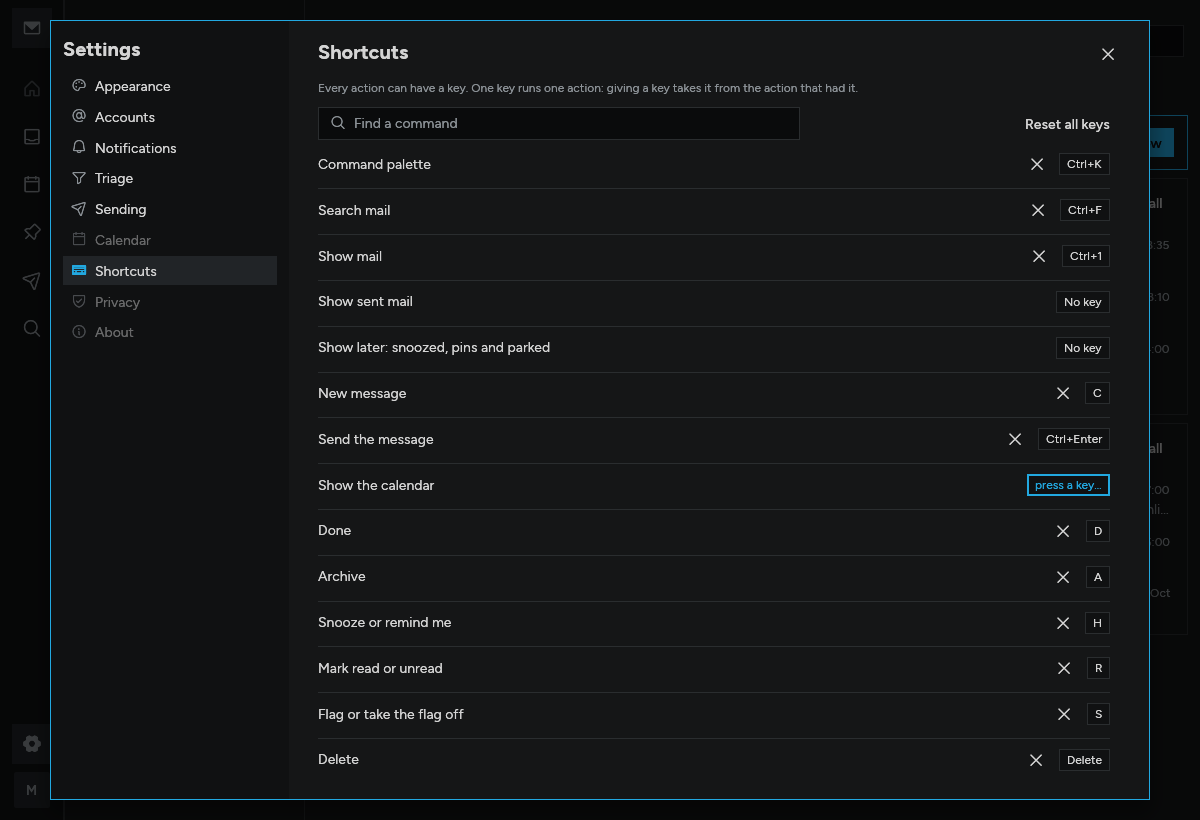 Settings
Appearance
Accounts
Notifications
Triage
Sending
Calendar
Shortcuts
Privacy
About
M
Shortcuts
Every action can have a key. One key runs one action: giving a key takes it from the action that had it.
Find a command
Reset all keys
Command palette Ctrl+K
Search mail Ctrl+F
Show mail Ctrl+1
Show sent mail No key
Show later: snoozed, pins and parked No key
New message C
Send the message Ctrl+Enter
Show the calendar press a key...
Done D
Archive A
Snooze or remind me H
Mark read or unread R
Flag or take the flag off S
Delete Delete
Oct